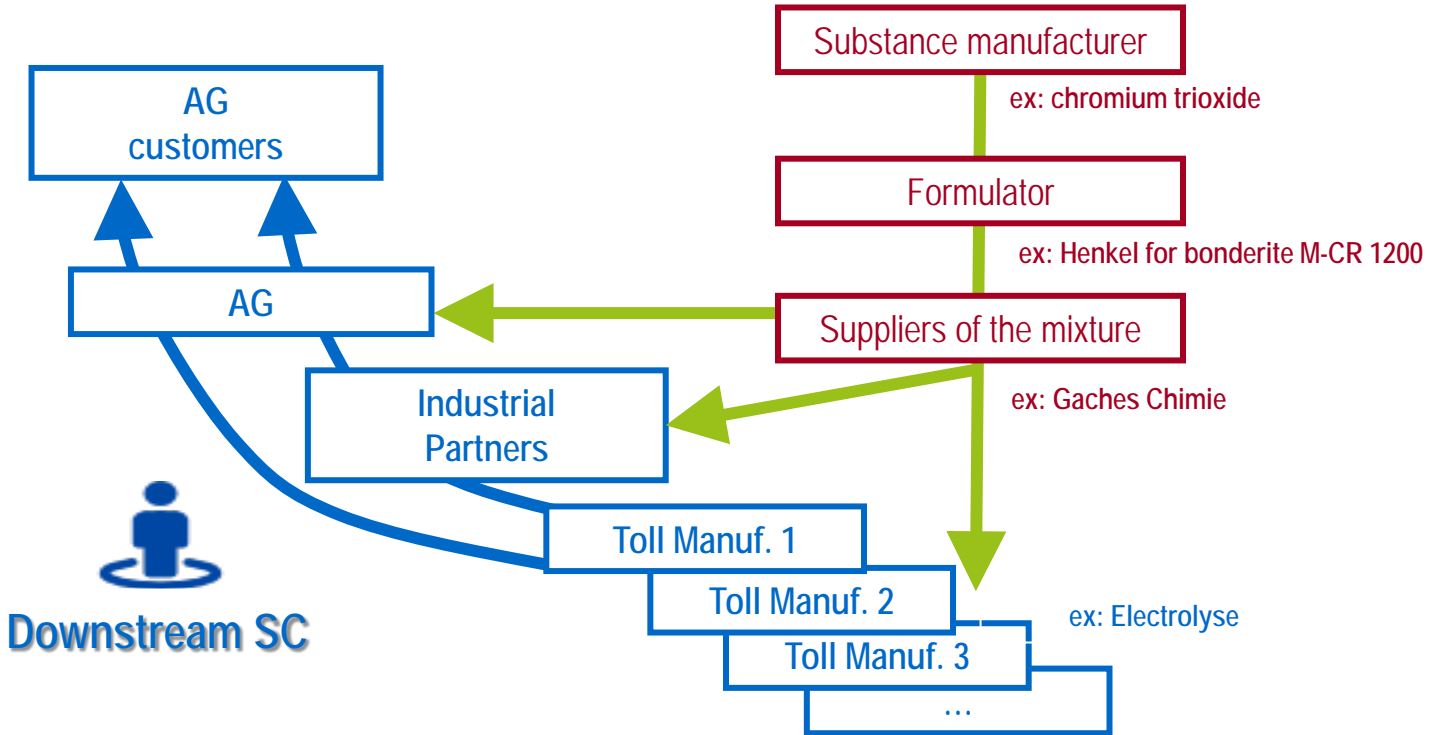 Substance manufacturer
ex: chromium trioxide
AG
customers
Formulator
ex: Henkel for bonderite M-CR 1200
AG
Suppliers of the mixture
ex: Gaches Chimie
Industrial
Partners
Toll Manuf. 1
Toll Manuf. 2
ex: Electrolyse
Downstream SC
Toll Manuf. 3
…